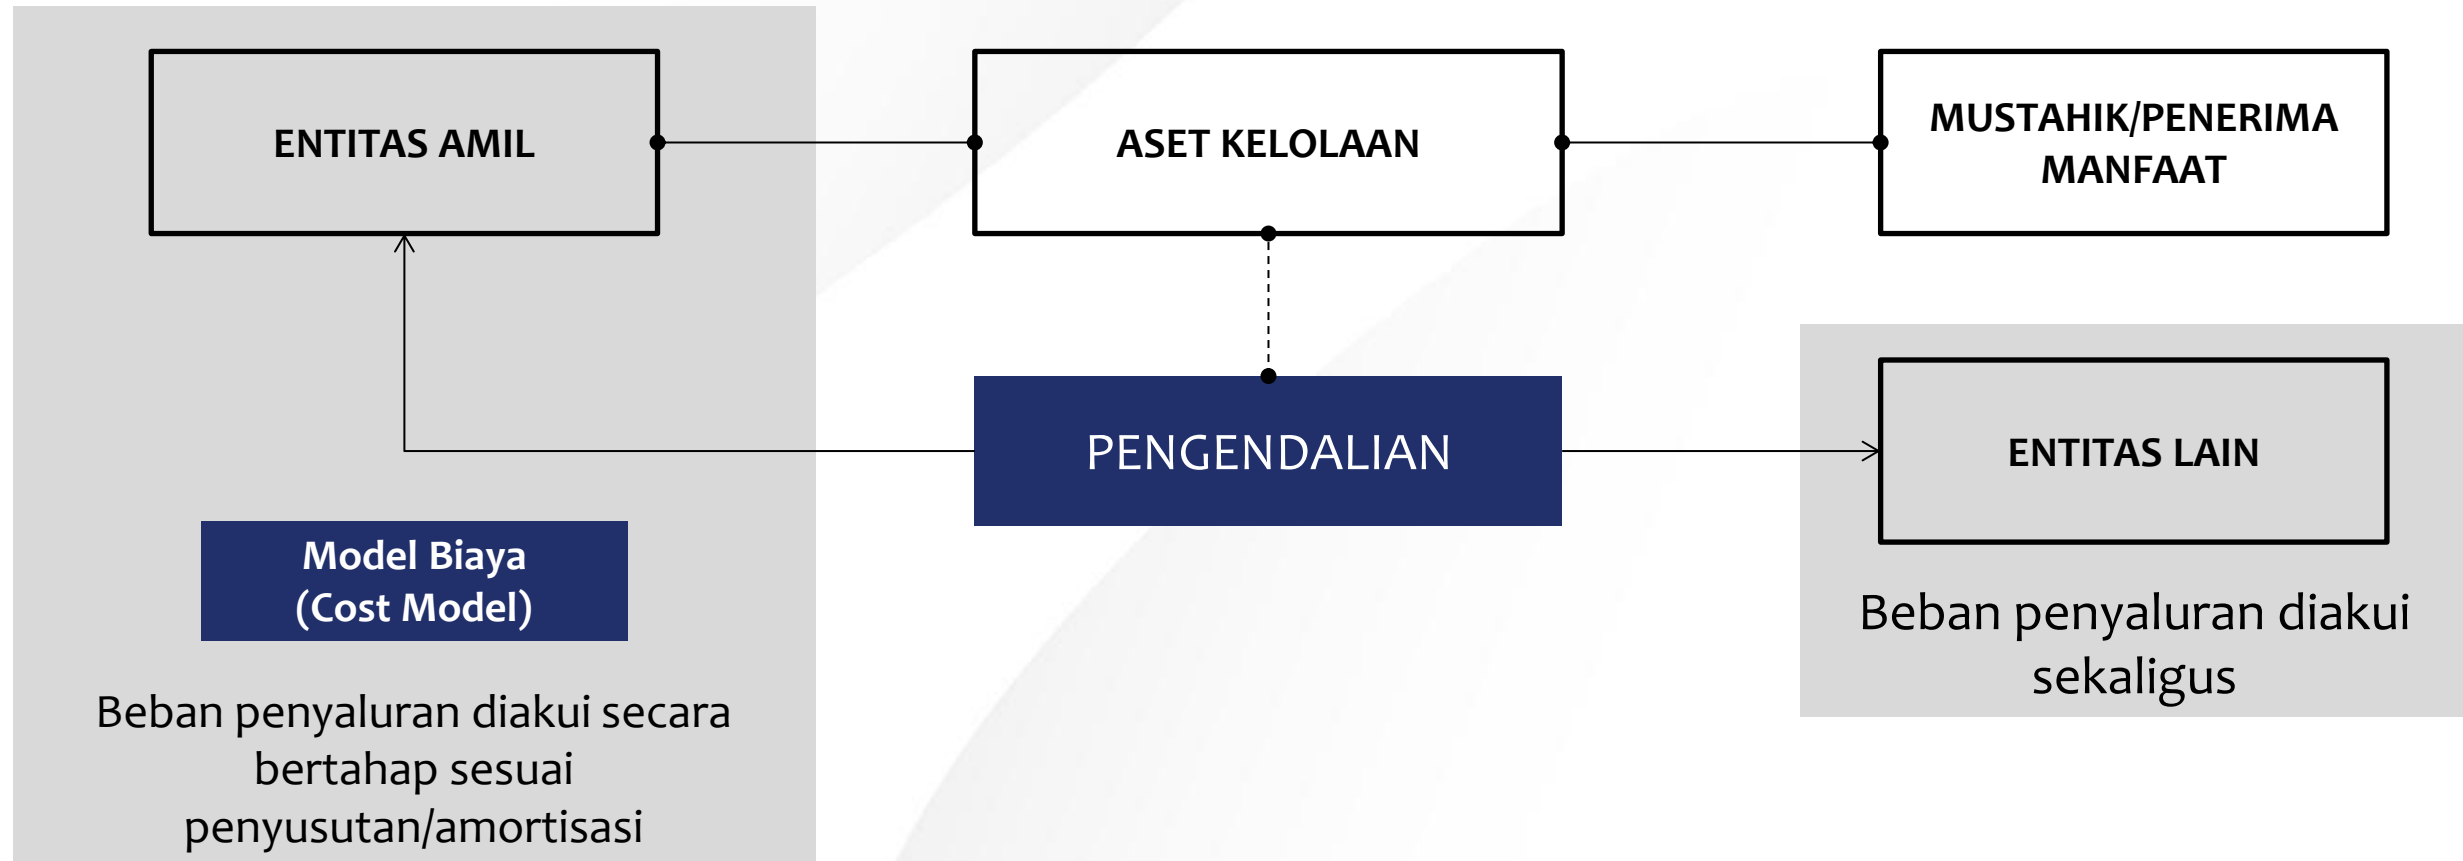 ENTITAS AMIL
ASET KELOLAAN
MUSTAHIK/PENERIMA
MANFAAT
PENGENDALIAN
ENTITAS LAIN
Model Biaya
(Cost Model)
Beban penyaluran diakui
sekaligus
Beban penyaluran diakui secara
bertahap sesuai
penyusutan/amortisasi